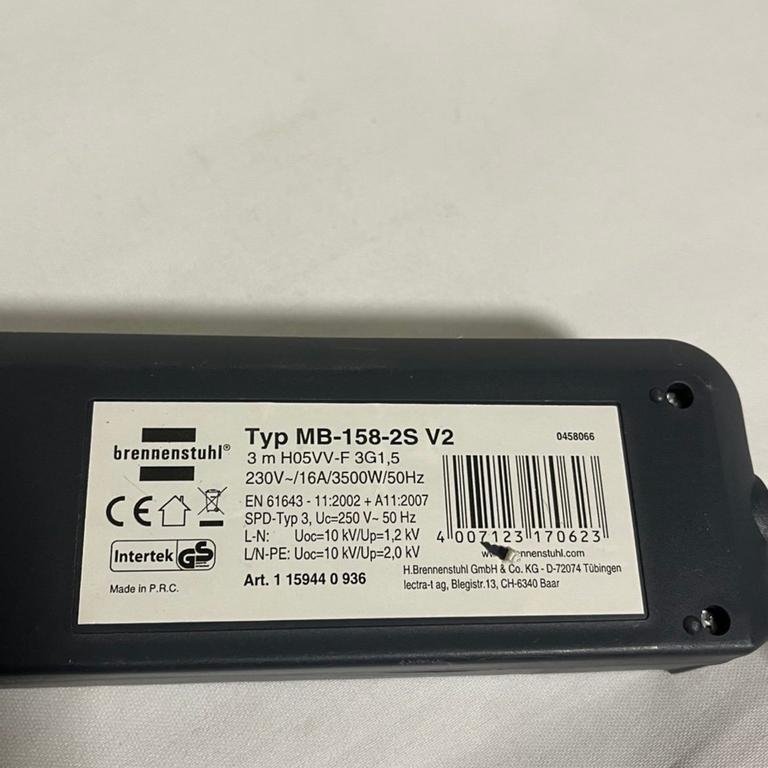 brennenstuhl®
Typ MB-158-2S V2
0458066
3 m H05VV-F 3G1,5
230V~/16A/3500W/50Hz
EN 61643 - 11:2002 + A11:2007
SPD-Typ 3, Uc=250 V~ 50 Hz
L-N: Uoc=10 kV/Up=1,2 kV
L/N-PE: Uoc=10 kV/Up=2,0 kV
Art. 1 15944 0 936
CE
Intertek GS
Made in P.R.C.
4 007123 170623
H.Brennenstuhl GmbH & Co. KG - D-72074 Tübingen
lectra-t ag, Blegistr.13, CH-6340 Baar